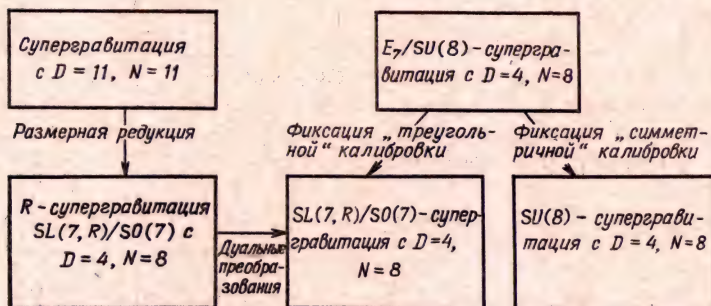 Супергравитация
с D = 11, N = 11
E₇/SU(8)-супергра-
витация с D=4, N=8
Размерная редукция
Фиксация „треуголь-
ной“ калибровки
Фиксация „симмет-
ричной“ калибровки
R-супергравитация
SL(7, R)/SO(7) с
D = 4, N = 8
Дуальные
преобра-
зования
SL(7, R)/SO(7)-супер-
гравитация с D=4,
N = 8
SU(8) - суперграви-
тация с D = 4, N = 8